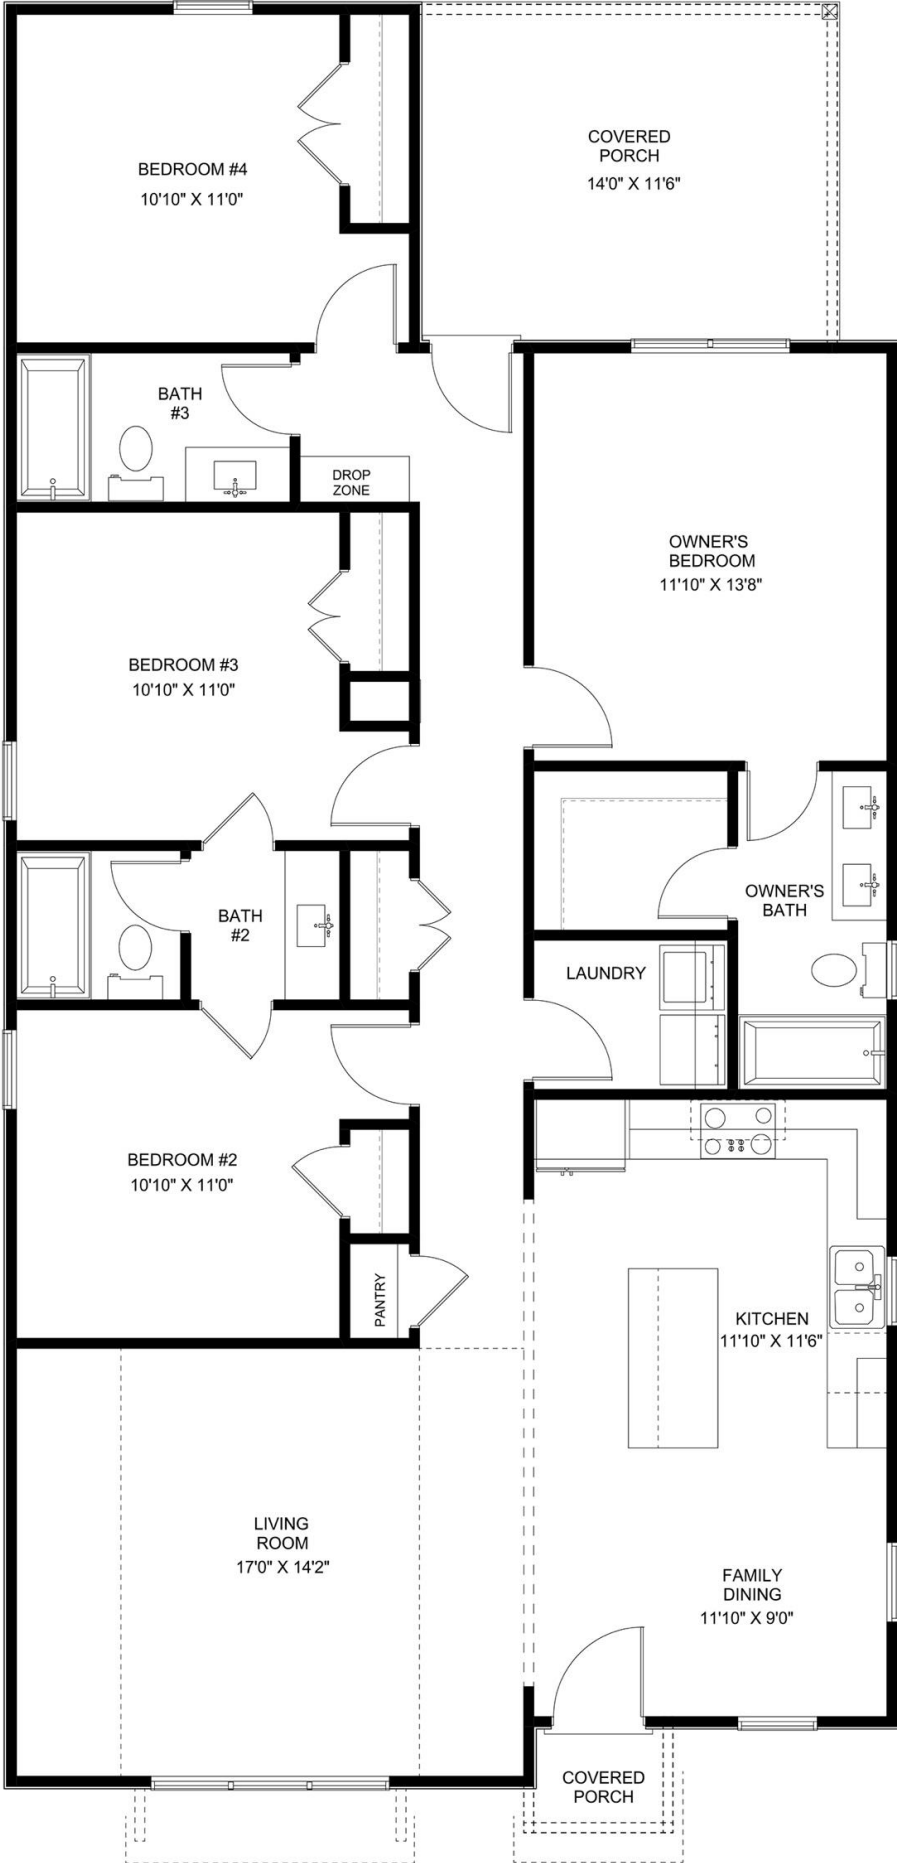 BEDROOM #4
10'10" X 11'0"
COVERED
PORCH
14'0" X 11'6"
BATH
#3
DROP
ZONE
OWNER'S
BEDROOM
11'10" X 13'8"
BEDROOM #3
10'10" X 11'0"
BATH
#2
OWNER'S
BATH
LAUNDRY
BEDROOM #2
10'10" X 11'0"
PANTRY
KITCHEN
11'10" X 11'6"
LIVING
ROOM
17'0" X 14'2"
FAMILY
DINING
11'10" X 9'0"
COVERED
PORCH